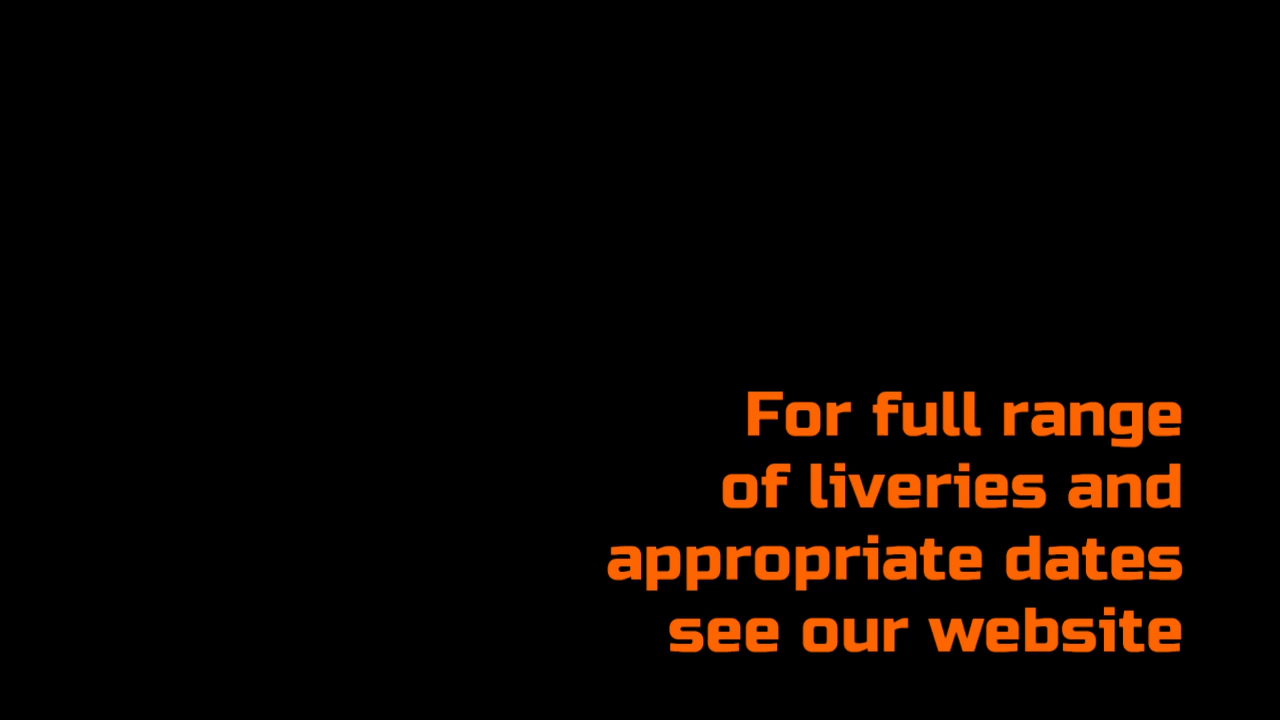 For full range
of liveries and
appropriate dates
see our website